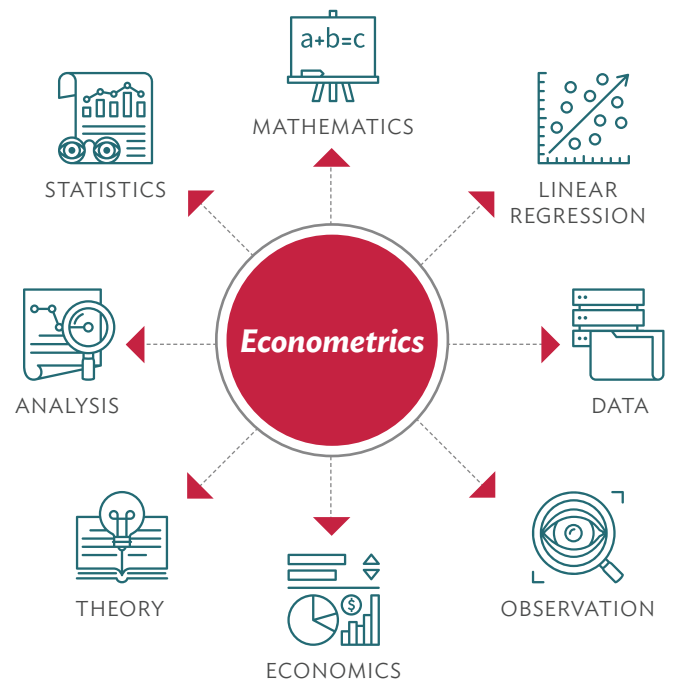 a+b=c
MATHEMATICS
STATISTICS
LINEAR
REGRESSION
Econometrics
ANALYSIS
DATA
THEORY
OBSERVATION
$
ECONOMICS